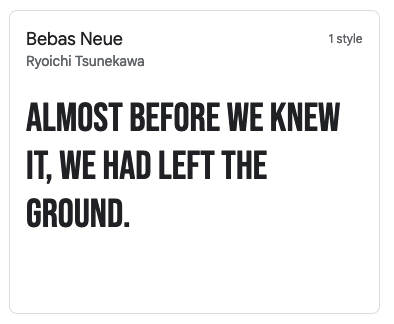 Bebas Neue
1 style
Ryoichi Tsunekawa
ALMOST BEFORE WE KNEW
IT, WE HAD LEFT THE
GROUND.